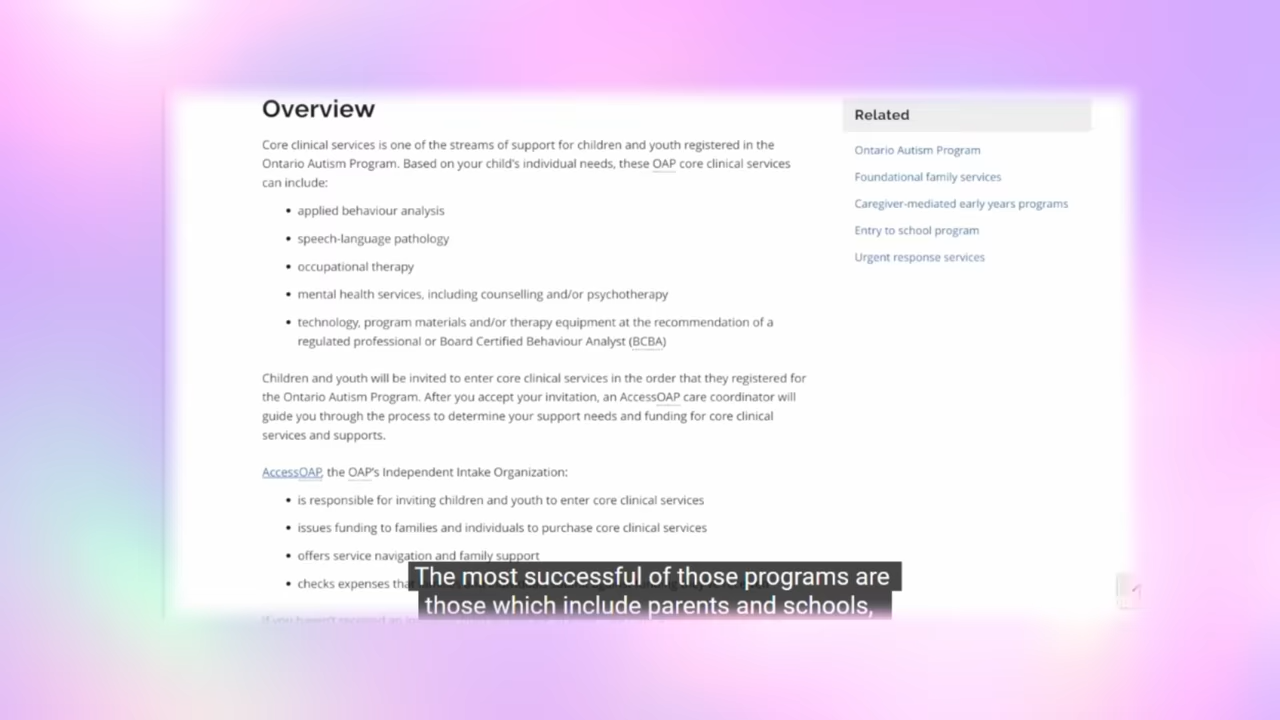 Overview
Core clinical services is one of the streams of support for children and youth registered in the
Ontario Autism Program. Based on your child's individual needs, these OAP core clinical services
can include:
• applied behaviour analysis
• speech-language pathology
• occupational therapy
• mental health services, including counselling and/or psychotherapy
• technology, program materials and/or therapy equipment at the recommendation of a
regulated professional or Board Certified Behaviour Analyst (BCBA)
Children and youth will be invited to enter core clinical services in the order that they registered for
the Ontario Autism Program. After you accept your invitation, an AccessOAP care coordinator will
guide you through the process to determine your support needs and funding for core clinical
services and supports.
AccessOAP, the OAP's Independent Intake Organization:
• is responsible for inviting children and youth to enter core clinical services
• issues funding to families and individuals to purchase core clinical services
• offers service navigation and family support
• checks expenses
Related
Ontario Autism Program
Foundational family services
Caregiver-mediated early years programs
Entry to school program
Urgent response services
The most successful of those programs are
those which include parents and schools,